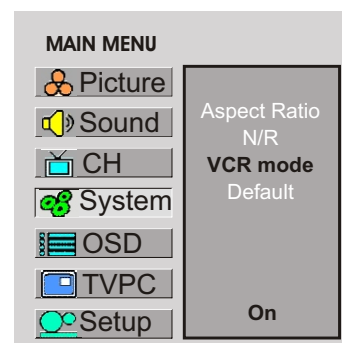 MAIN MENU
Picture
Sound
CH
System
OSD
TVPC
Setup
Aspect Ratio
N/R
VCR mode
Default
On